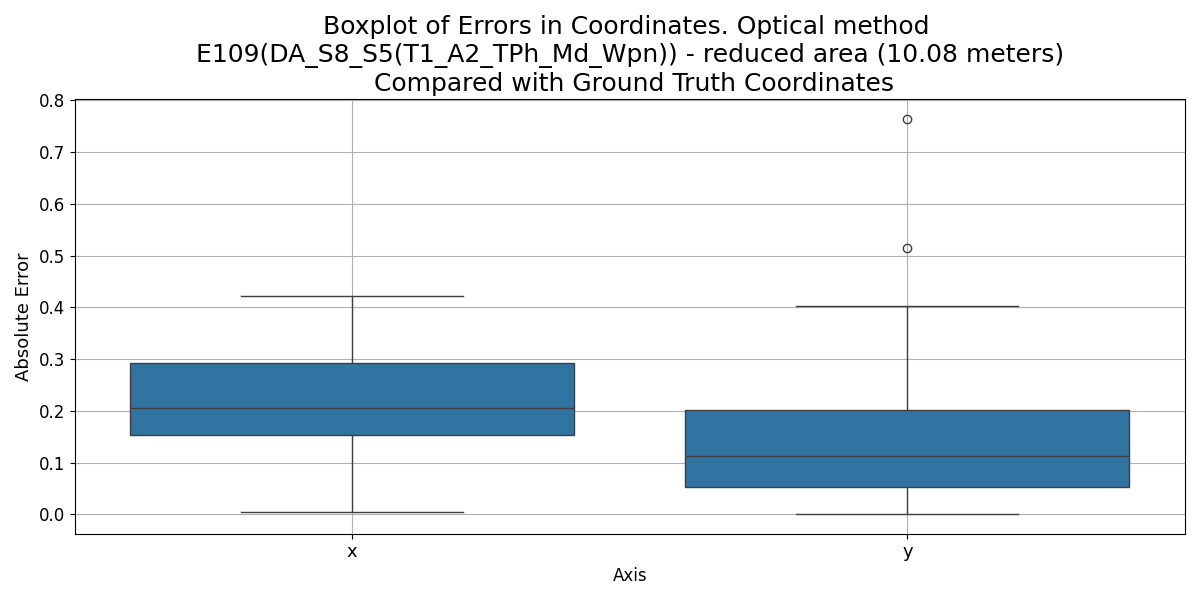 Boxplot of Errors in Coordinates. Optical method
E109(DA_S8_S5(T1_A2_TPh_Md_Wpn)) - reduced area (10.08 meters)
Compared with Ground Truth Coordinates
Absolute Error
0.8
0.7
0.6
0.5
0.4
0.3
0.2
0.1
0.0
x
y
Axis